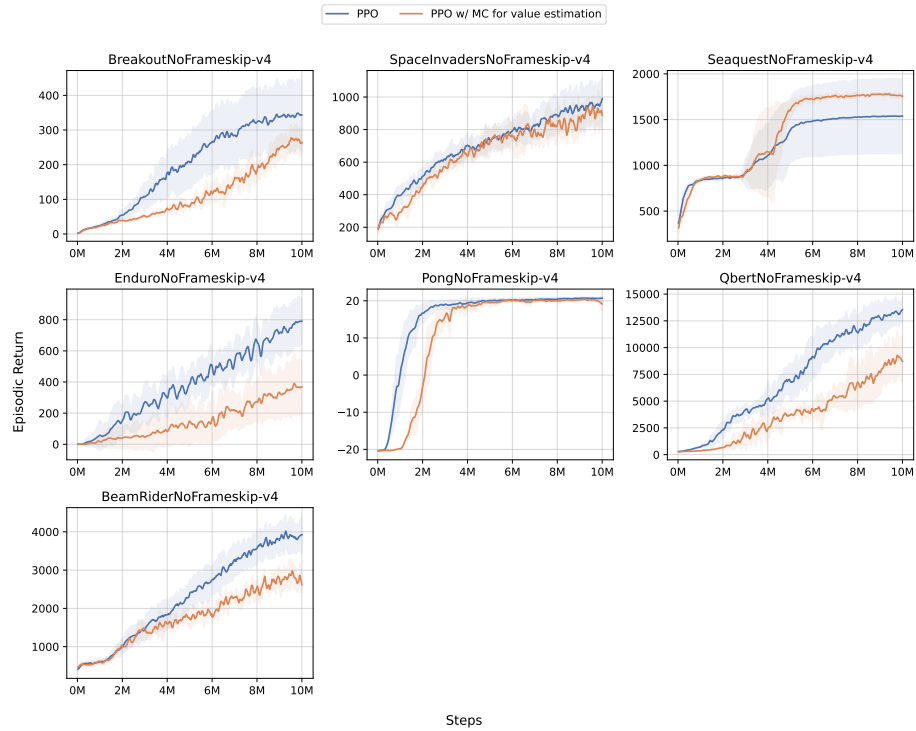 PPO PPO w/ MC for value estimation
BreakoutNoFrameskip-v4
400
300
200
100
0
0M 2M 4M 6M 8M 10M
SpaceInvadersNoFrameskip-v4
1000
800
600
400
200
0M 2M 4M 6M 8M 10M
SeaquestNoFrameskip-v4
2000
1500
1000
500
0M 2M 4M 6M 8M 10M
EnduroNoFrameskip-v4
800
600
400
200
0
0M 2M 4M 6M 8M 10M
PongNoFrameskip-v4
20
10
0
−10
−20
0M 2M 4M 6M 8M 10M
QbertNoFrameskip-v4
15000
12500
10000
7500
5000
2500
0
0M 2M 4M 6M 8M 10M
BeamRiderNoFrameskip-v4
4000
3000
2000
1000
0M 2M 4M 6M 8M 10M
Episodic Return
Steps